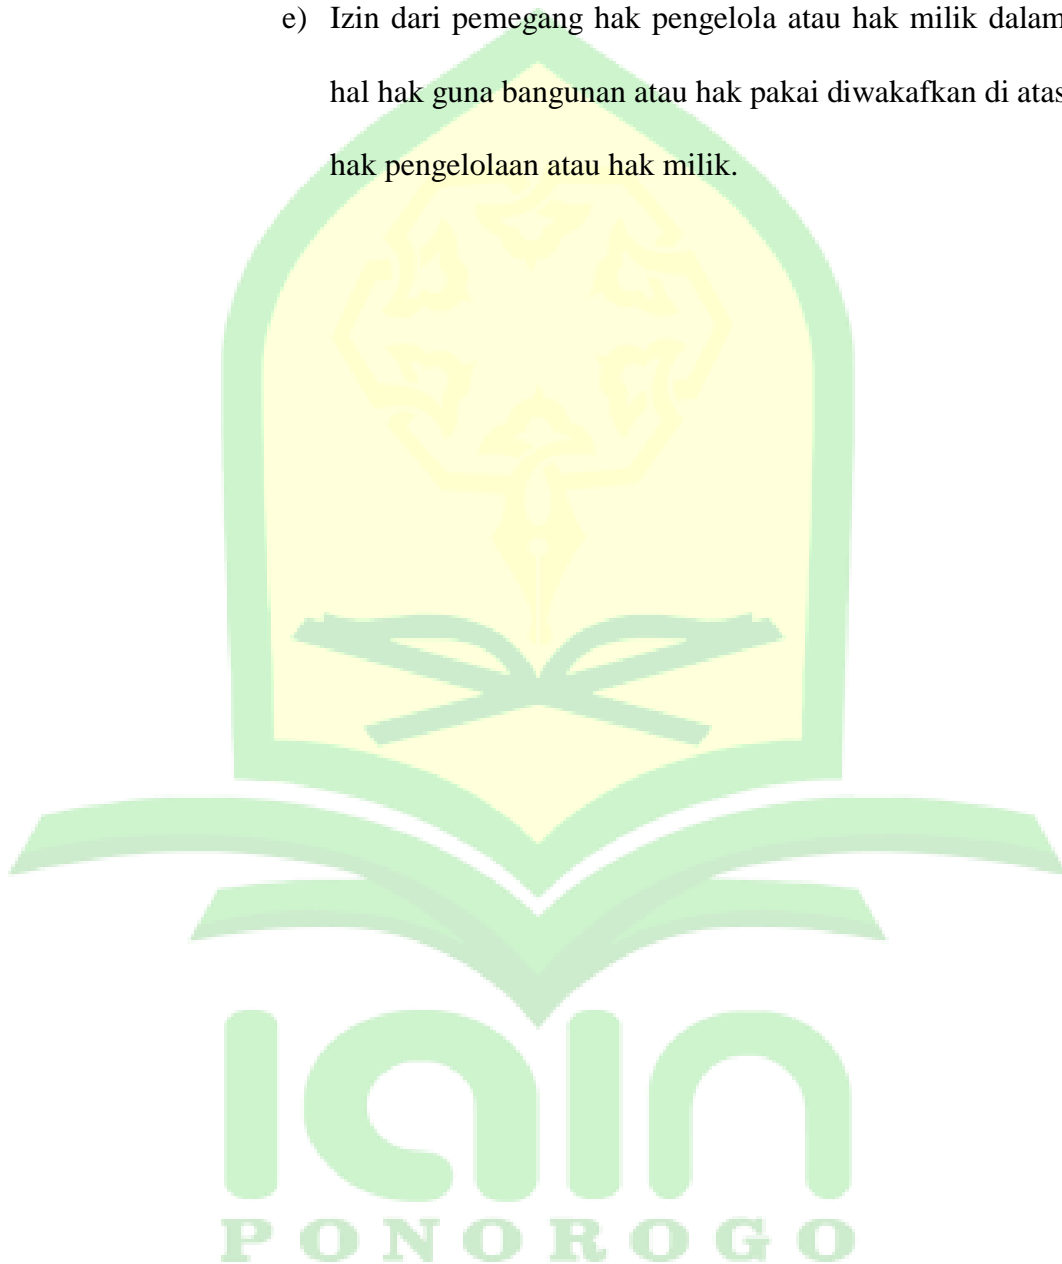 e) Izin dari pemegang hak pengelola atau hak milik dalam
hal hak guna bangunan atau hak pakai diwakafkan di atas
hak pengelolaan atau hak milik.
iain
PONOROGO